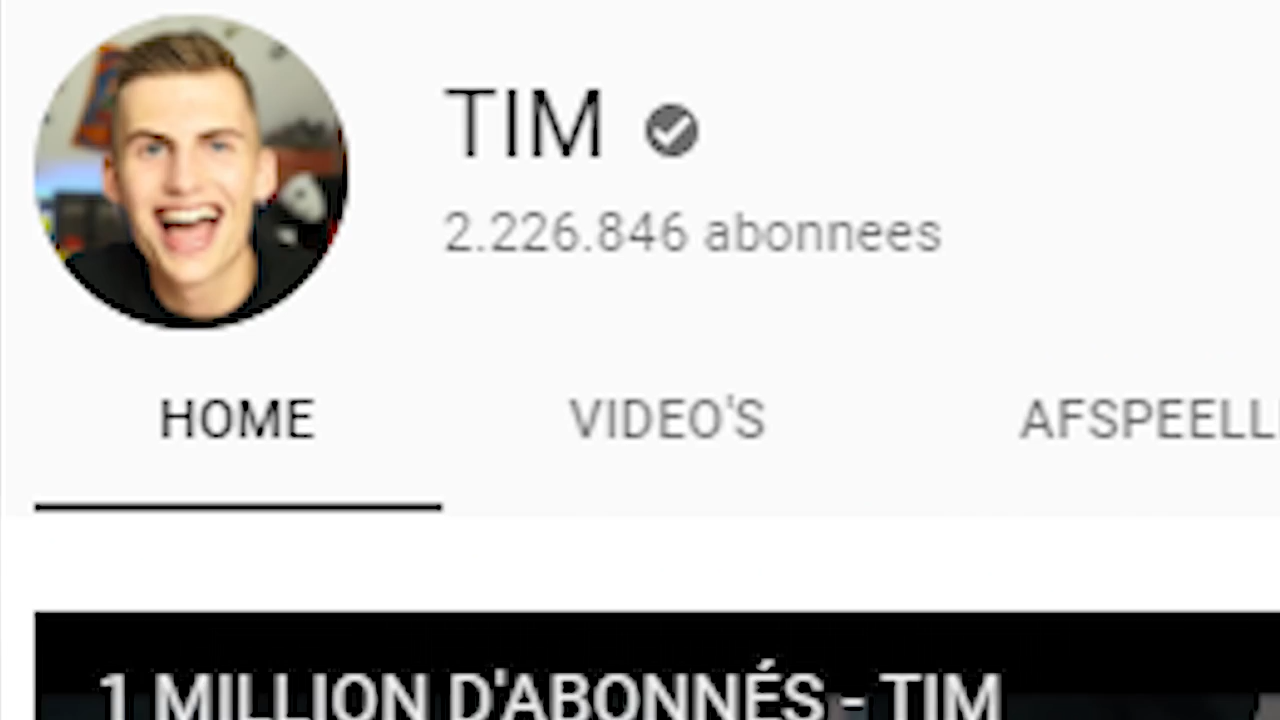 TIM
2.226.846 abonnees
HOME VIDEO'S AFSPEELL
1 MILLION D'ABONNÉS - TIM